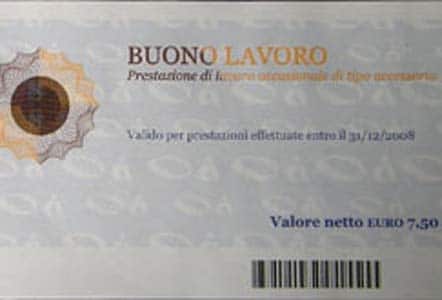 BUONO LAVORO
Prestazione di lavoro occasionale di tipo accessorio
Valido per prestazioni effettuate entro il 31/12/2008
Valore netto EURO 7,50